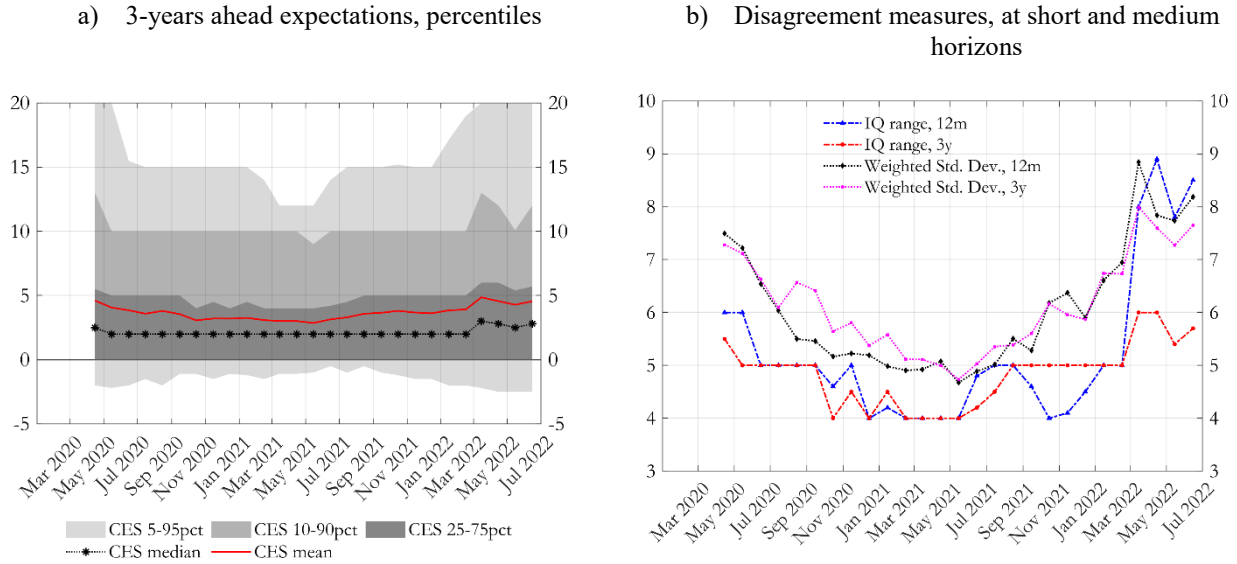 a) 3-years ahead expectations, percentiles
20
15
10
5
0
-5
20
15
10
5
0
-5
Mar 2020
May 2020
Jul 2020
Sep 2020
Nov 2020
Jan 2021
Mar 2021
May 2021
Jul 2021
Sep 2021
Nov 2021
Jan 2022
Mar 2022
May 2022
Jul 2022
CES 5-95pct CES 10-90pct CES 25-75pct
CES median CES mean
b) Disagreement measures, at short and medium
horizons
10
9
8
7
6
5
4
3
IQ range, 12m
IQ range, 3y
Weighted Std. Dev., 12m
Weighted Std. Dev., 3y
10
9
8
7
6
5
4
3
Mar 2020
May 2020
Jul 2020
Sep 2020
Nov 2020
Jan 2021
Mar 2021
May 2021
Jul 2021
Sep 2021
Nov 2021
Jan 2022
Mar 2022
May 2022
Jul 2022